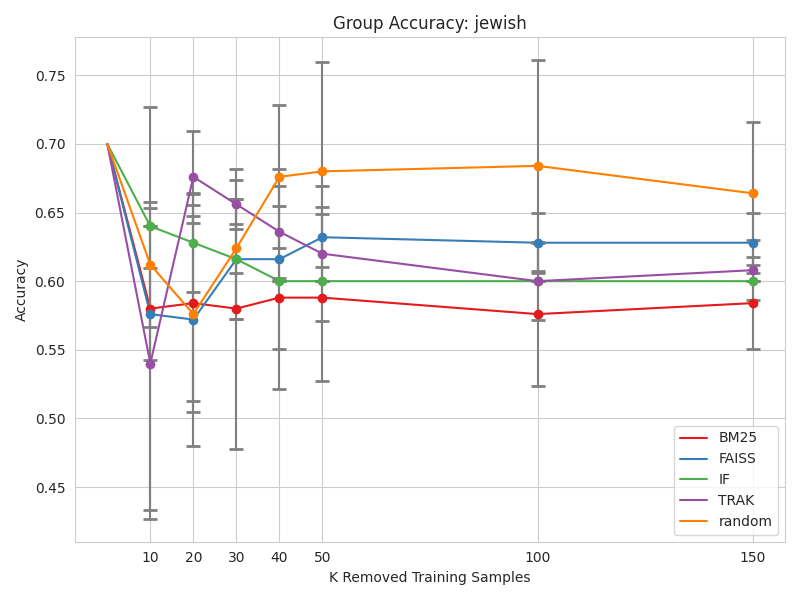 Group Accuracy: jewish
Accuracy
0.75
0.70
0.65
0.60
0.55
0.50
0.45
10 20 30 40 50 100 150
K Removed Training Samples
BM25
FAISS
IF
TRAK
random